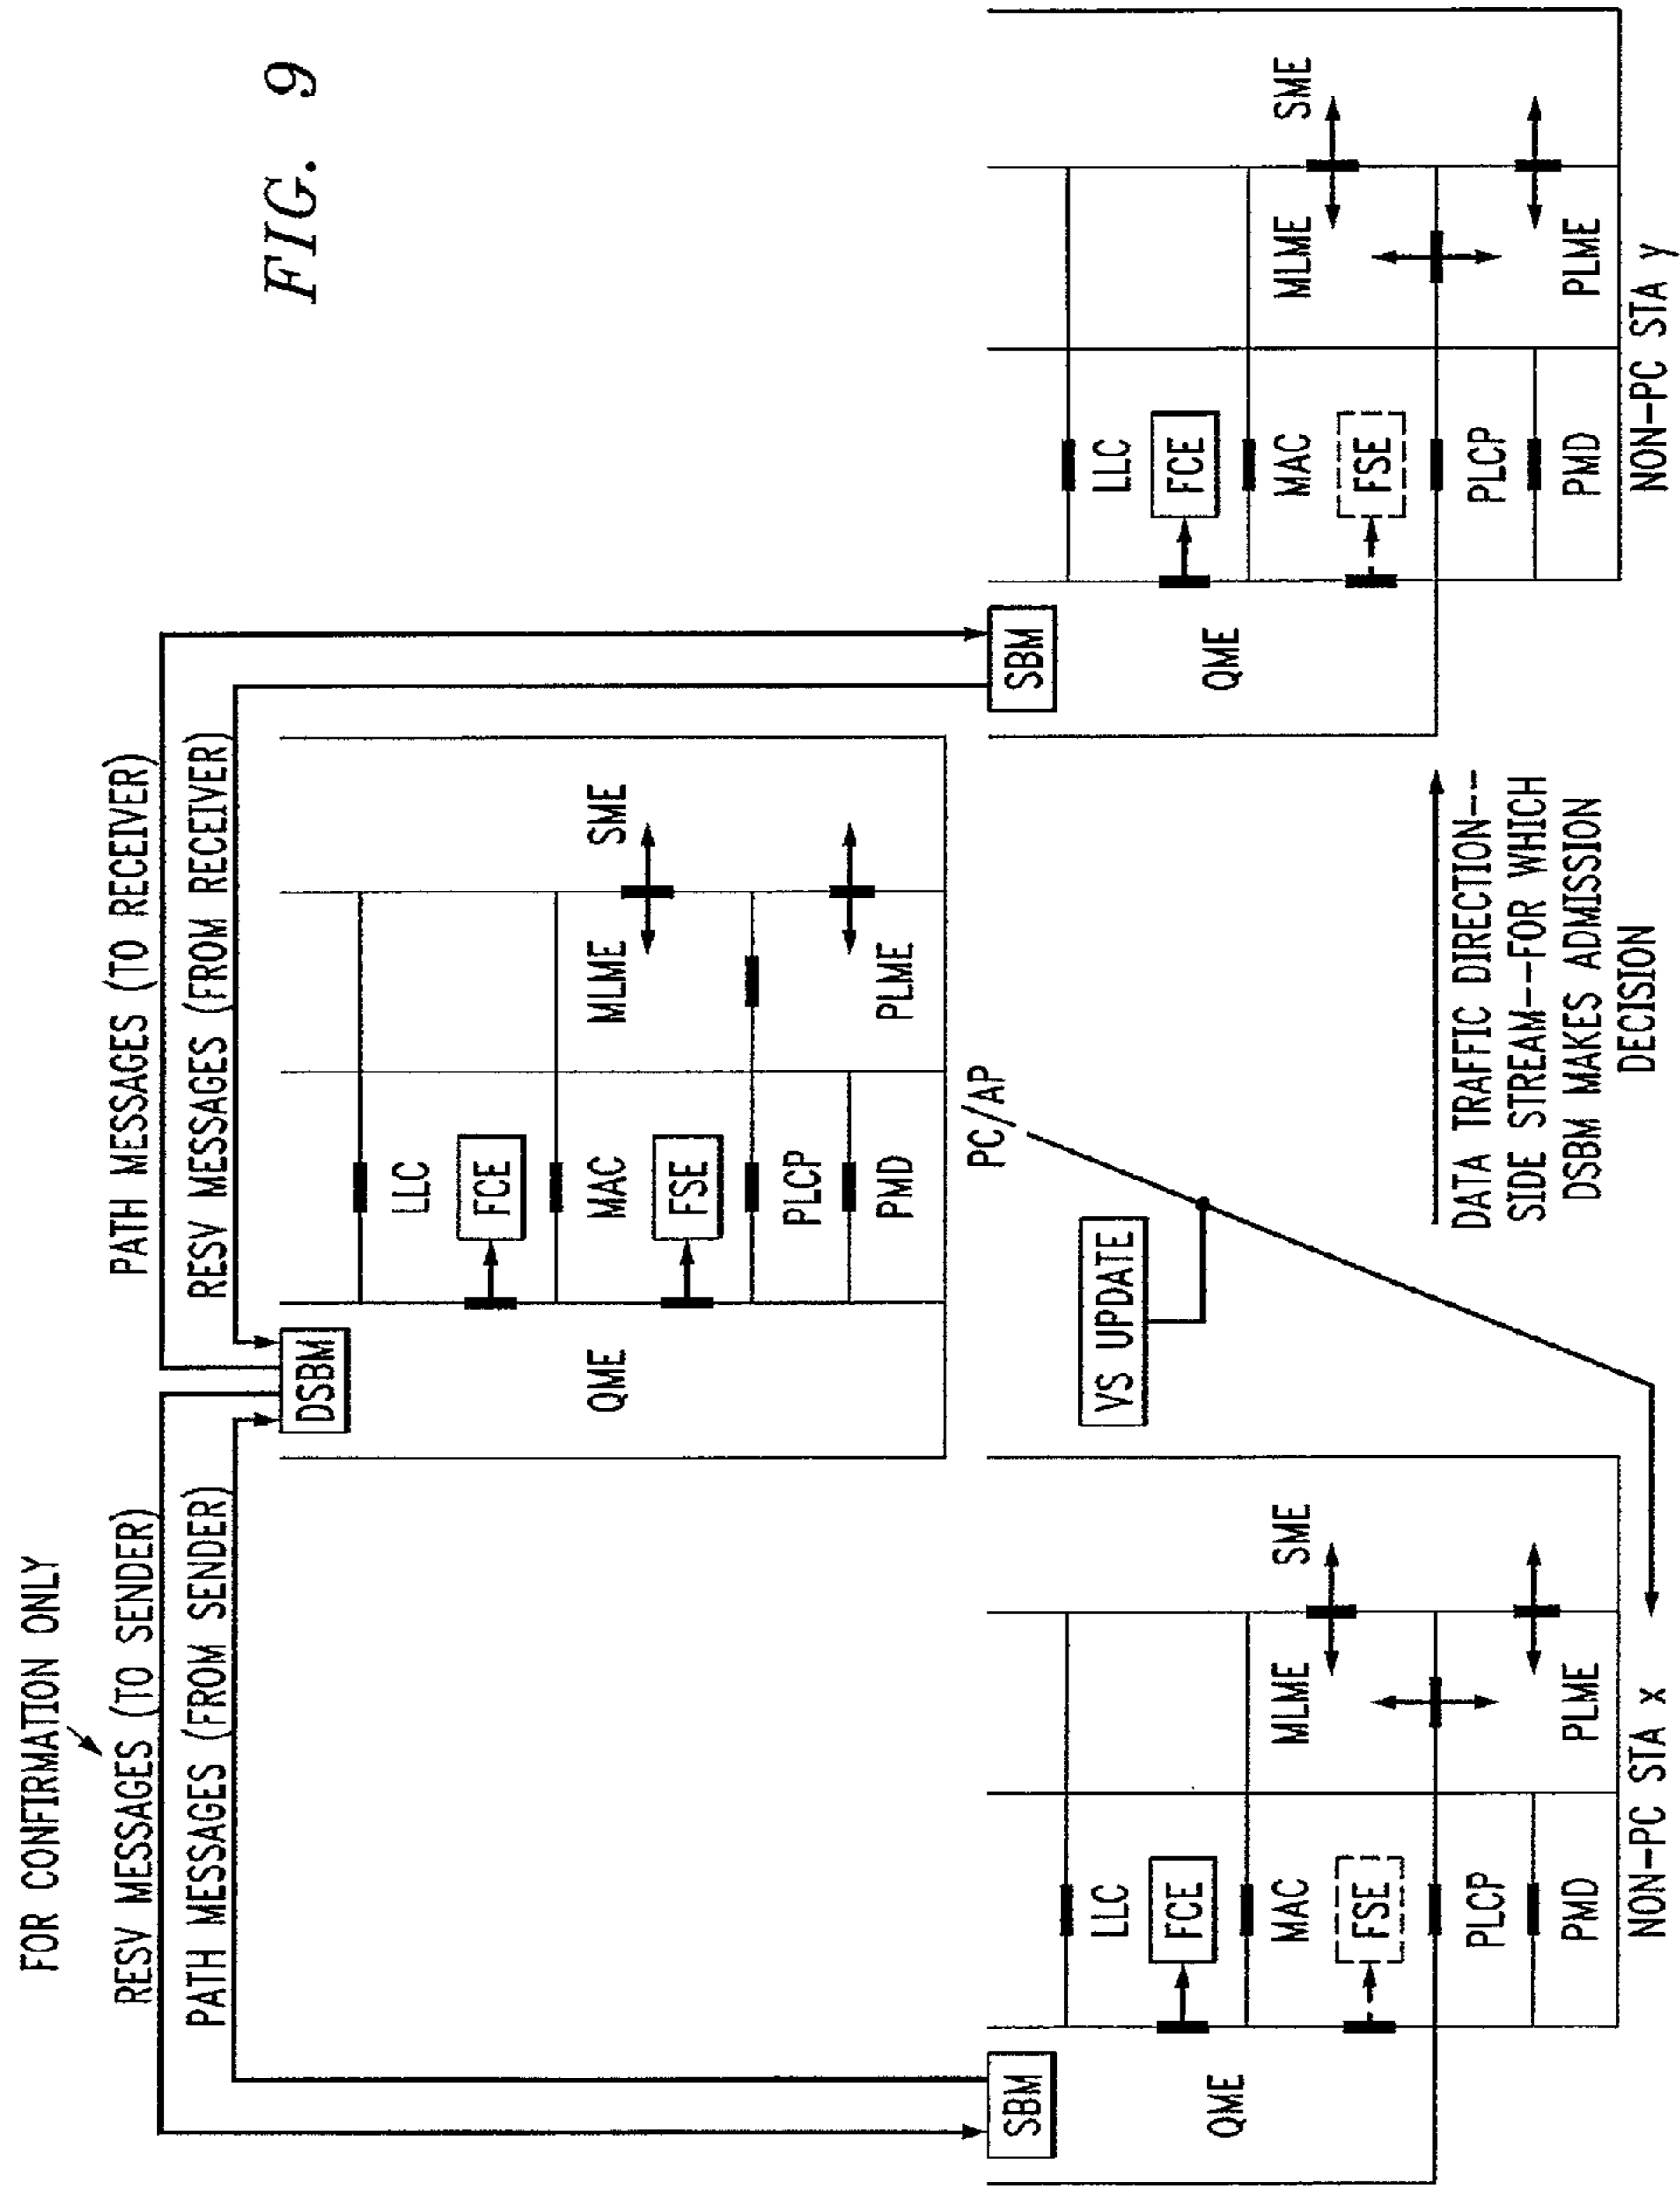 FIG. 9
FOR CONFIRMATION ONLY
RESV MESSAGES (TO SENDER)
PATH MESSAGES (FROM SENDER)
PATH MESSAGES (TO RECEIVER)
RESV MESSAGES (FROM RECEIVER)
DSBM
QME
LLC
FCE
MAC
FSE
PLCP
PMD
MLME
SME
PLME
PC/AP
VS UPDATE
SBM
QME
LLC
FCE
MAC
FSE
PLCP
PMD
MLME
SME
PLME
NON-PC STA x
DATA TRAFFIC DIRECTION--
SIDE STREAM--FOR WHICH
DSBM MAKES ADMISSION
DECISION
SBM
QME
LLC
FCE
MAC
FSE
PLCP
PMD
MLME
SME
PLME
NON-PC STA y